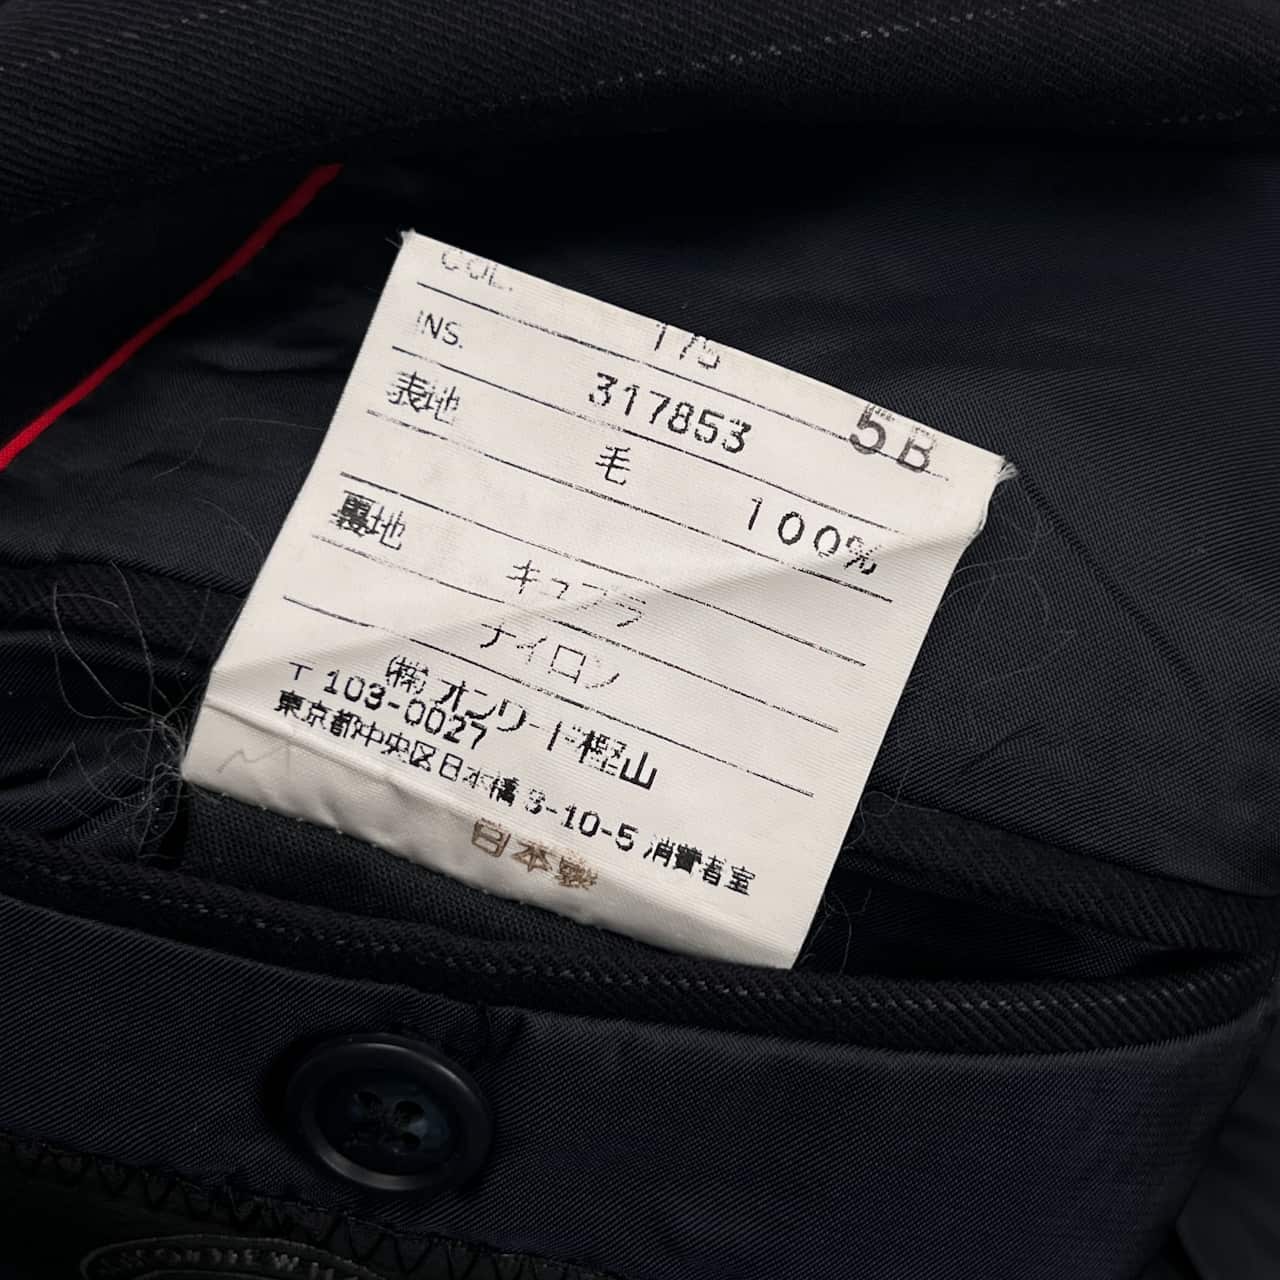 COL. 175
INS. 317853 5B
表地 毛 100%
裏地 キュプラ
ナイロン
(株)オンワード樫山
〒103-0027
東京都中央区日本橋3-10-5 消費者室
日本製